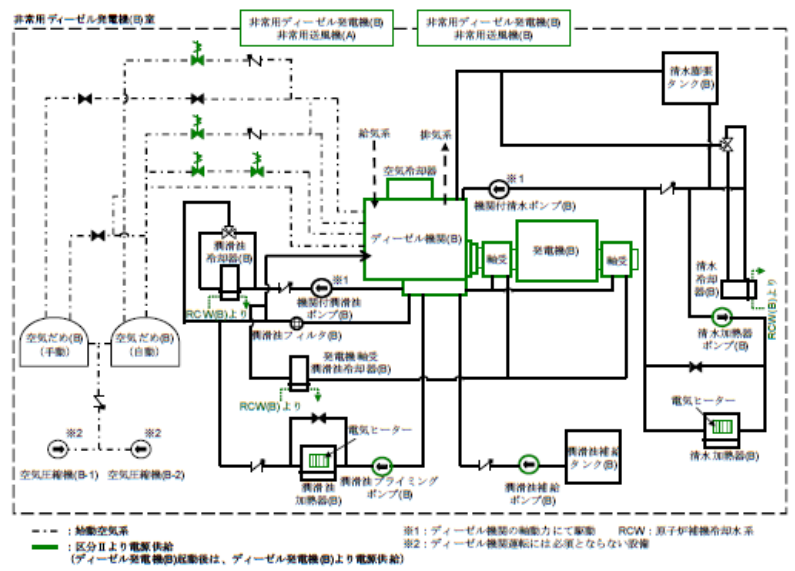 非常用ディーゼル発電機(B)室
非常用ディーゼル発電機(B)
非常用送風機(A)
非常用ディーゼル発電機(B)
非常用送風機(B)
清水膨張
タンク(B)
給気系
排気系
空気冷却器
※1
機関付清水ポンプ(B)
ディーゼル機関(B)
軸受
発電機(B)
軸受
潤滑油
冷却器(B)
RCW(B)より
※1
機関付潤滑油
ポンプ(B)
潤滑油フィルタ(B)
清水
冷却
器(B)
RCW(B)より
清水加熱器
ポンプ(B)
空気だめ(B)
(手動)
空気だめ(B)
(自動)
発電機軸受
潤滑油冷却器(B)
RCW(B)より
電気ヒーター
電気ヒーター
清水加熱器(B)
※2
※2
空気圧縮機(B-1)
空気圧縮機(B-2)
潤滑油
加熱器(B)
潤滑油プライミング
ポンプ(B)
潤滑油補給
ポンプ(B)
潤滑油補給
タンク(B)
:始動空気系
:区分Ⅱより電源供給
(ディーゼル発電機(B)起動後は、ディーゼル発電機(B)より電源供給)
※1:ディーゼル機関の軸動力にて駆動 RCW:原子炉補機冷却水系
※2:ディーゼル機関運転には必須とならない設備